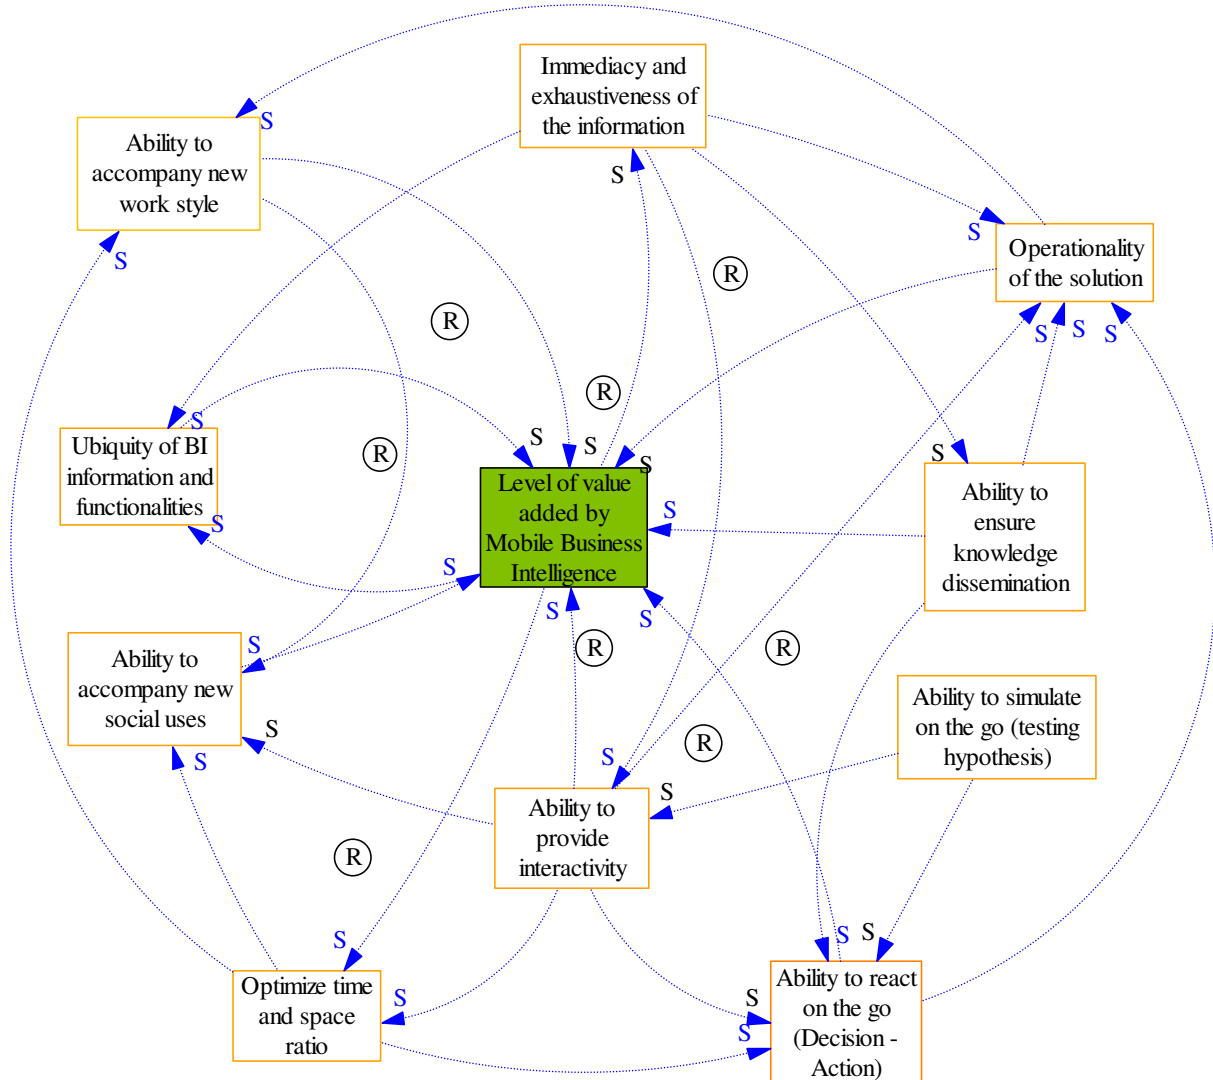 Immediacy and
exhaustiveness of
the information
S
S
Ability to
accompany new
work style
S
S
S
Operationality
of the solution
R
R
S
S
S
R
S
S
S
S
S
R
Ubiquity of BI
information and
functionalities
S
Level of value
added by
Mobile Business
Intelligence
S
Ability to
ensure
knowledge
dissemination
S
S
S
S
R
R
Ability to
accompany new
social uses
S
S
Ability to simulate
on the go (testing
hypothesis)
R
S
S
Ability to
provide
interactivity
R
S
S
S
Optimize time
and space
ratio
S
S
S
Ability to react
on the go
(Decision -
Action)